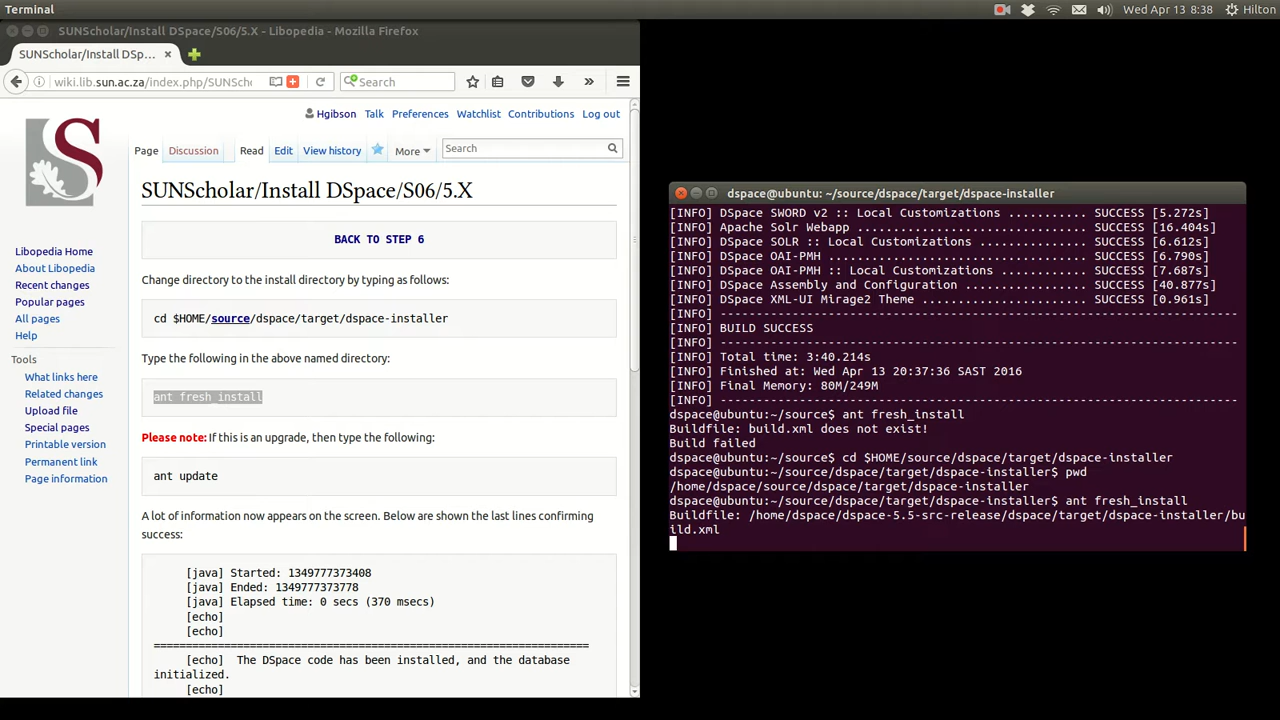 Terminal
Wed Apr 13 8:38
Hilton
SUNScholar/Install DSpace/S06/5.X - Libopedia - Mozilla Firefox
SUNScholar/Install DSp...
wiki.lib.sun.ac.za/index.php/SUNSch
Search
Hgibson Talk Preferences Watchlist Contributions Log out
Page Discussion Read Edit View history More Search
SUNScholar/Install DSpace/S06/5.X
BACK TO STEP 6
Change directory to the install directory by typing as follows:
cd $HOME/source/dspace/target/dspace-installer
Type the following in the above named directory:
ant fresh_install
Please note: If this is an upgrade, then type the following:
ant update
A lot of information now appears on the screen. Below are shown the last lines confirming
success:
[java] Started: 1349777373408
[java] Ended: 1349777373778
[java] Elapsed time: 0 secs (370 msecs)
[echo]
[echo]
====================================================================
[echo] The DSpace code has been installed, and the database
initialized.
[echo]
Libopedia Home
About Libopedia
Recent changes
Popular pages
All pages
Help
Tools
What links here
Related changes
Upload file
Special pages
Printable version
Permanent link
Page information
dspace@ubuntu: ~/source/dspace/target/dspace-installer
[INFO] DSpace SWORD v2 :: Local Customizations ........... SUCCESS [5.272s]
[INFO] Apache Solr Webapp ................................ SUCCESS [16.404s]
[INFO] DSpace SOLR :: Local Customizations ............... SUCCESS [6.612s]
[INFO] DSpace OAI-PMH .................................... SUCCESS [6.790s]
[INFO] DSpace OAI-PMH :: Local Customizations ............ SUCCESS [7.687s]
[INFO] DSpace Assembly and Configuration ................. SUCCESS [40.877s]
[INFO] DSpace XML-UI Mirage2 Theme ....................... SUCCESS [0.961s]
[INFO] ------------------------------------------------------------------------
[INFO] BUILD SUCCESS
[INFO] ------------------------------------------------------------------------
[INFO] Total time: 3:40.214s
[INFO] Finished at: Wed Apr 13 20:37:36 SAST 2016
[INFO] Final Memory: 80M/249M
[INFO] ------------------------------------------------------------------------
dspace@ubuntu:~/source$ ant fresh_install
Buildfile: build.xml does not exist!
Build failed
dspace@ubuntu:~/source$ cd $HOME/source/dspace/target/dspace-installer
dspace@ubuntu:~/source/dspace/target/dspace-installer$ pwd
/home/dspace/source/dspace/target/dspace-installer
dspace@ubuntu:~/source/dspace/target/dspace-installer$ ant fresh_install
Buildfile: /home/dspace/dspace-5.5-src-release/dspace/target/dspace-installer/bu
ild.xml